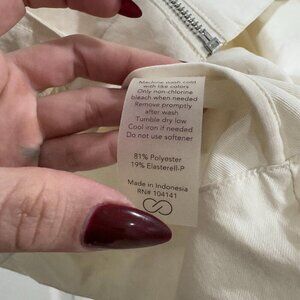 Machine wash cold
with like colors
Only non-chlorine
bleach when needed
Remove promptly
after wash
Tumble dry low
Cool iron if needed
Do not use softener
81% Polyester
19% Elasterell-P
Made in Indonesia
RN# 104141